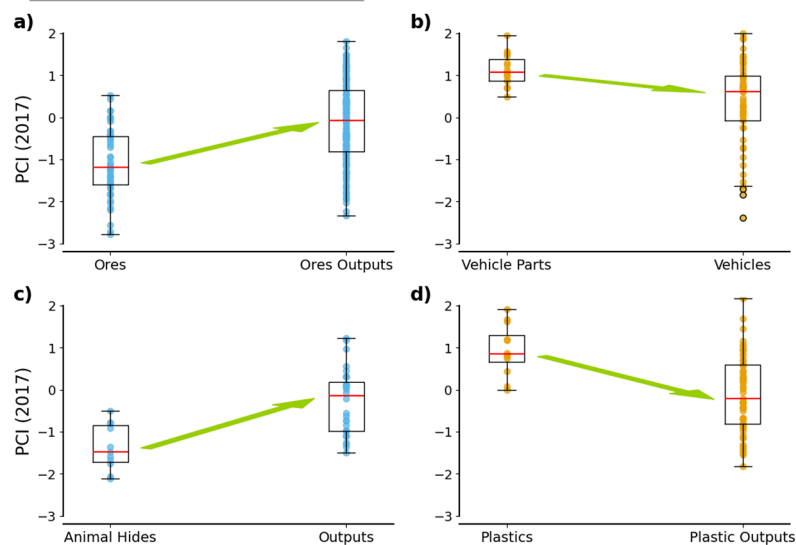 a)
PCI (2017)
2
1
0
−1
−2
−3
Ores
Ores Outputs
b)
2
1
0
−1
−2
−3
Vehicle Parts
Vehicles
c)
PCI (2017)
2
1
0
−1
−2
−3
Animal Hides
Outputs
d)
2
1
0
−1
−2
−3
Plastics
Plastic Outputs